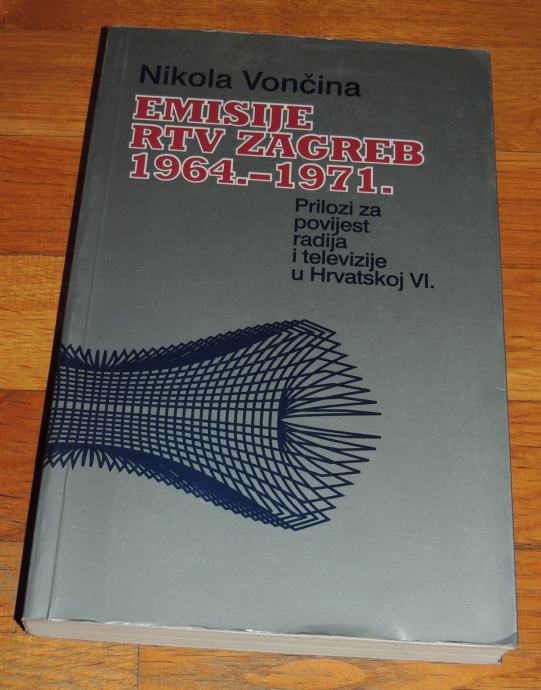 Nikola Vončina
EMISIJE
RTV ZAGREB
1964.–1971.
Prilozi za
povijest
radija
i televizije
u Hrvatskoj VI.